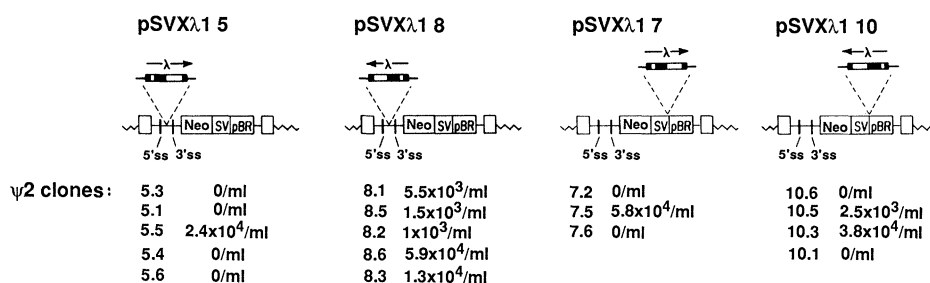 pSVXλ1 5 pSVXλ1 8 pSVXλ1 7 pSVXλ1 10
λ λ λ λ
Neo SV pBR Neo SV pBR Neo SV pBR Neo SV pBR
5'ss 3'ss 5'ss 3'ss 5'ss 3'ss 5'ss 3'ss
ψ2 clones: 5.3 0/ml 8.1 5.5x10³/ml 7.2 0/ml 10.6 0/ml
5.1 0/ml 8.5 1.5x10³/ml 7.5 5.8x10⁴/ml 10.5 2.5x10³/ml
5.5 2.4x10⁴/ml 8.2 1x10³/ml 7.6 0/ml 10.3 3.8x10⁴/ml
5.4 0/ml 8.6 5.9x10⁴/ml 10.1 0/ml
5.6 0/ml 8.3 1.3x10⁴/ml